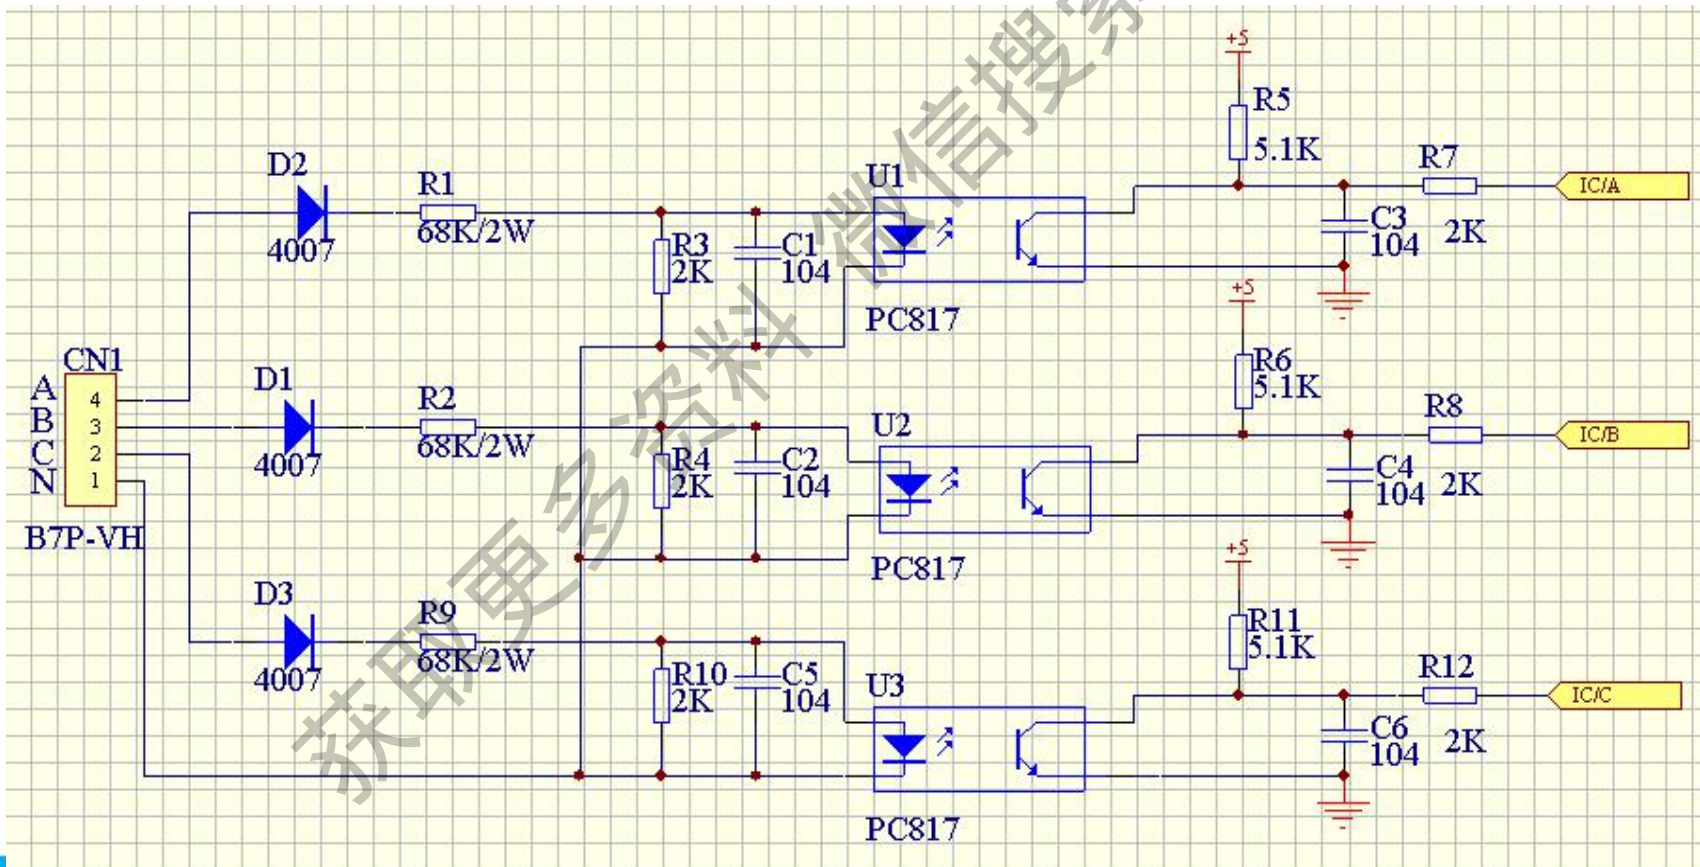 +5
R5
5.1K
D2
4007
R1
68K/2W
R3
2K
C1
104
U1
PC817
C3
104
R7
2K
IC/A
+5
R6
5.1K
CN1
A
B
C
N
4
3
2
1
B7P-VH
D1
4007
R2
68K/2W
R4
2K
C2
104
U2
PC817
C4
104
R8
2K
IC/B
+5
R11
5.1K
D3
4007
R9
68K/2W
R10
2K
C5
104
U3
PC817
C6
104
R12
2K
IC/C
获取更多资料 微信搜索